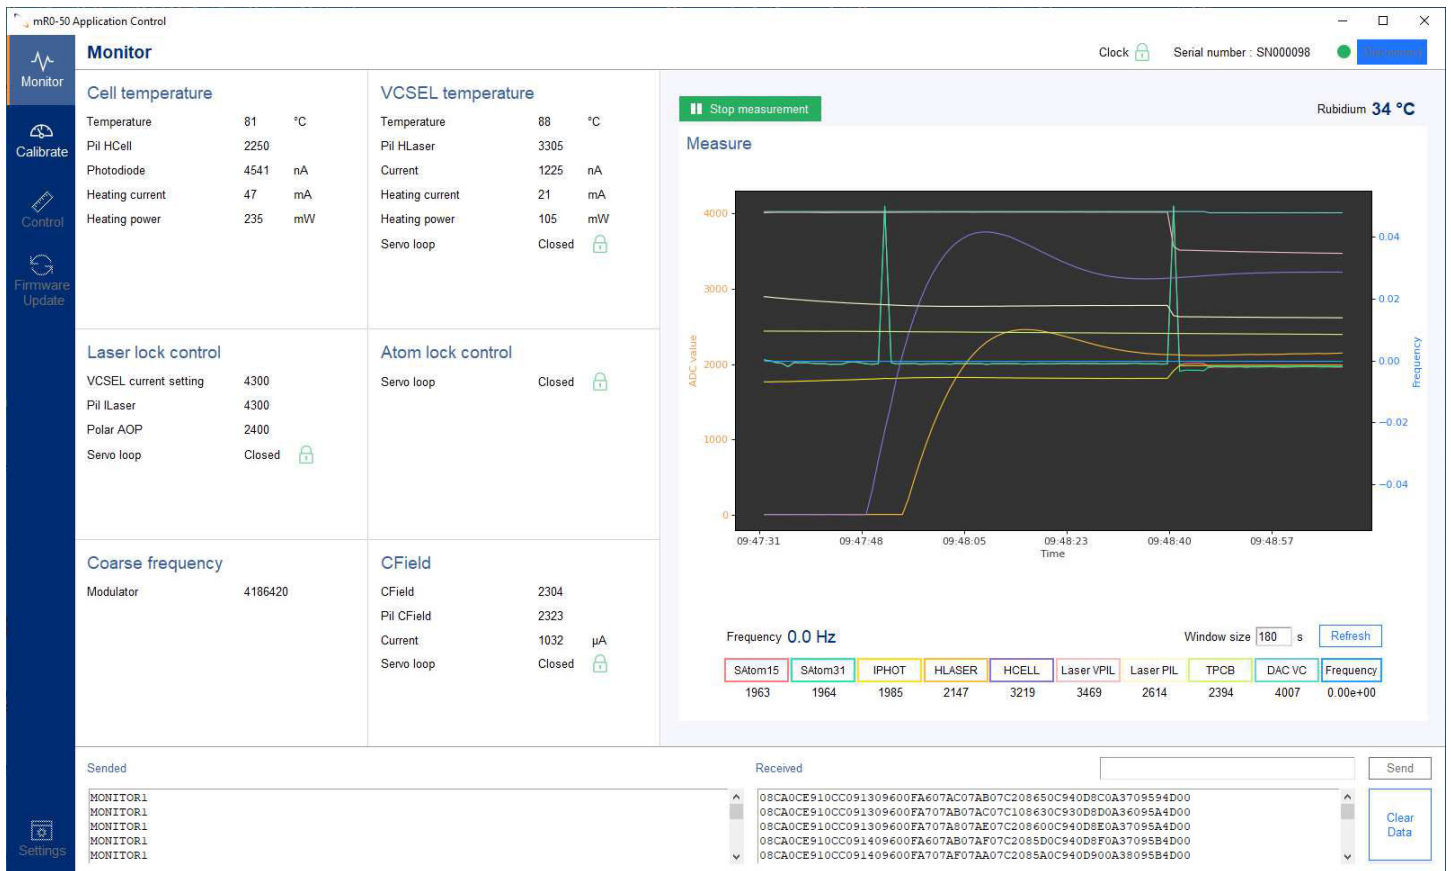 mR0-50 Application Control
Monitor
Clock
Serial number : SN000098
Monitor
Calibrate
Control
Firmware
Update
Settings
Cell temperature
Temperature 81 °C
Pil HCell 2250
Photodiode 4541 nA
Heating current 47 mA
Heating power 235 mW
VCSEL temperature
Temperature 88 °C
Pil HLaser 3305
Current 1225 nA
Heating current 21 mA
Heating power 105 mW
Servo loop Closed
Laser lock control
VCSEL current setting 4300
Pil ILaser 4300
Polar AOP 2400
Servo loop Closed
Atom lock control
Servo loop Closed
Coarse frequency
Modulator 4186420
CField
CField 2304
Pil CField 2323
Current 1032 µA
Servo loop Closed
Stop measurement
Rubidium 34 °C
Measure
4000
3000
2000
1000
0
ADC value
0.04
0.02
0.00
−0.02
−0.04
Frequency
09:47:31 09:47:48 09:48:05 09:48:23 09:48:40 09:48:57
Time
Frequency 0.0 Hz
Window size 180 s Refresh
SAtom15 SAtom31 IPHOT HLASER HCELL Laser VPIL Laser PIL TPCB DAC VC Frequency
1963 1964 1985 2147 3219 3469 2614 2394 4007 0.00e+00
Sended
MONITOR1
MONITOR1
MONITOR1
MONITOR1
MONITOR1
Received
Send
08CA0CE910CC091309600FA607AC07AB07C208650C940D8C0A3709594D00
08CA0CE910CC091309600FA707AB07AC07C108630C930D8D0A36095A4D00
08CA0CE910CC091309600FA707A807AE07C208600C940D8E0A37095A4D00
08CA0CE910CC091409600FA607AB07AF07C2085D0C940D8F0A37095B4D00
08CA0CE910CC091409600FA707AF07AA07C2085A0C940D900A38095B4D00
Clear
Data